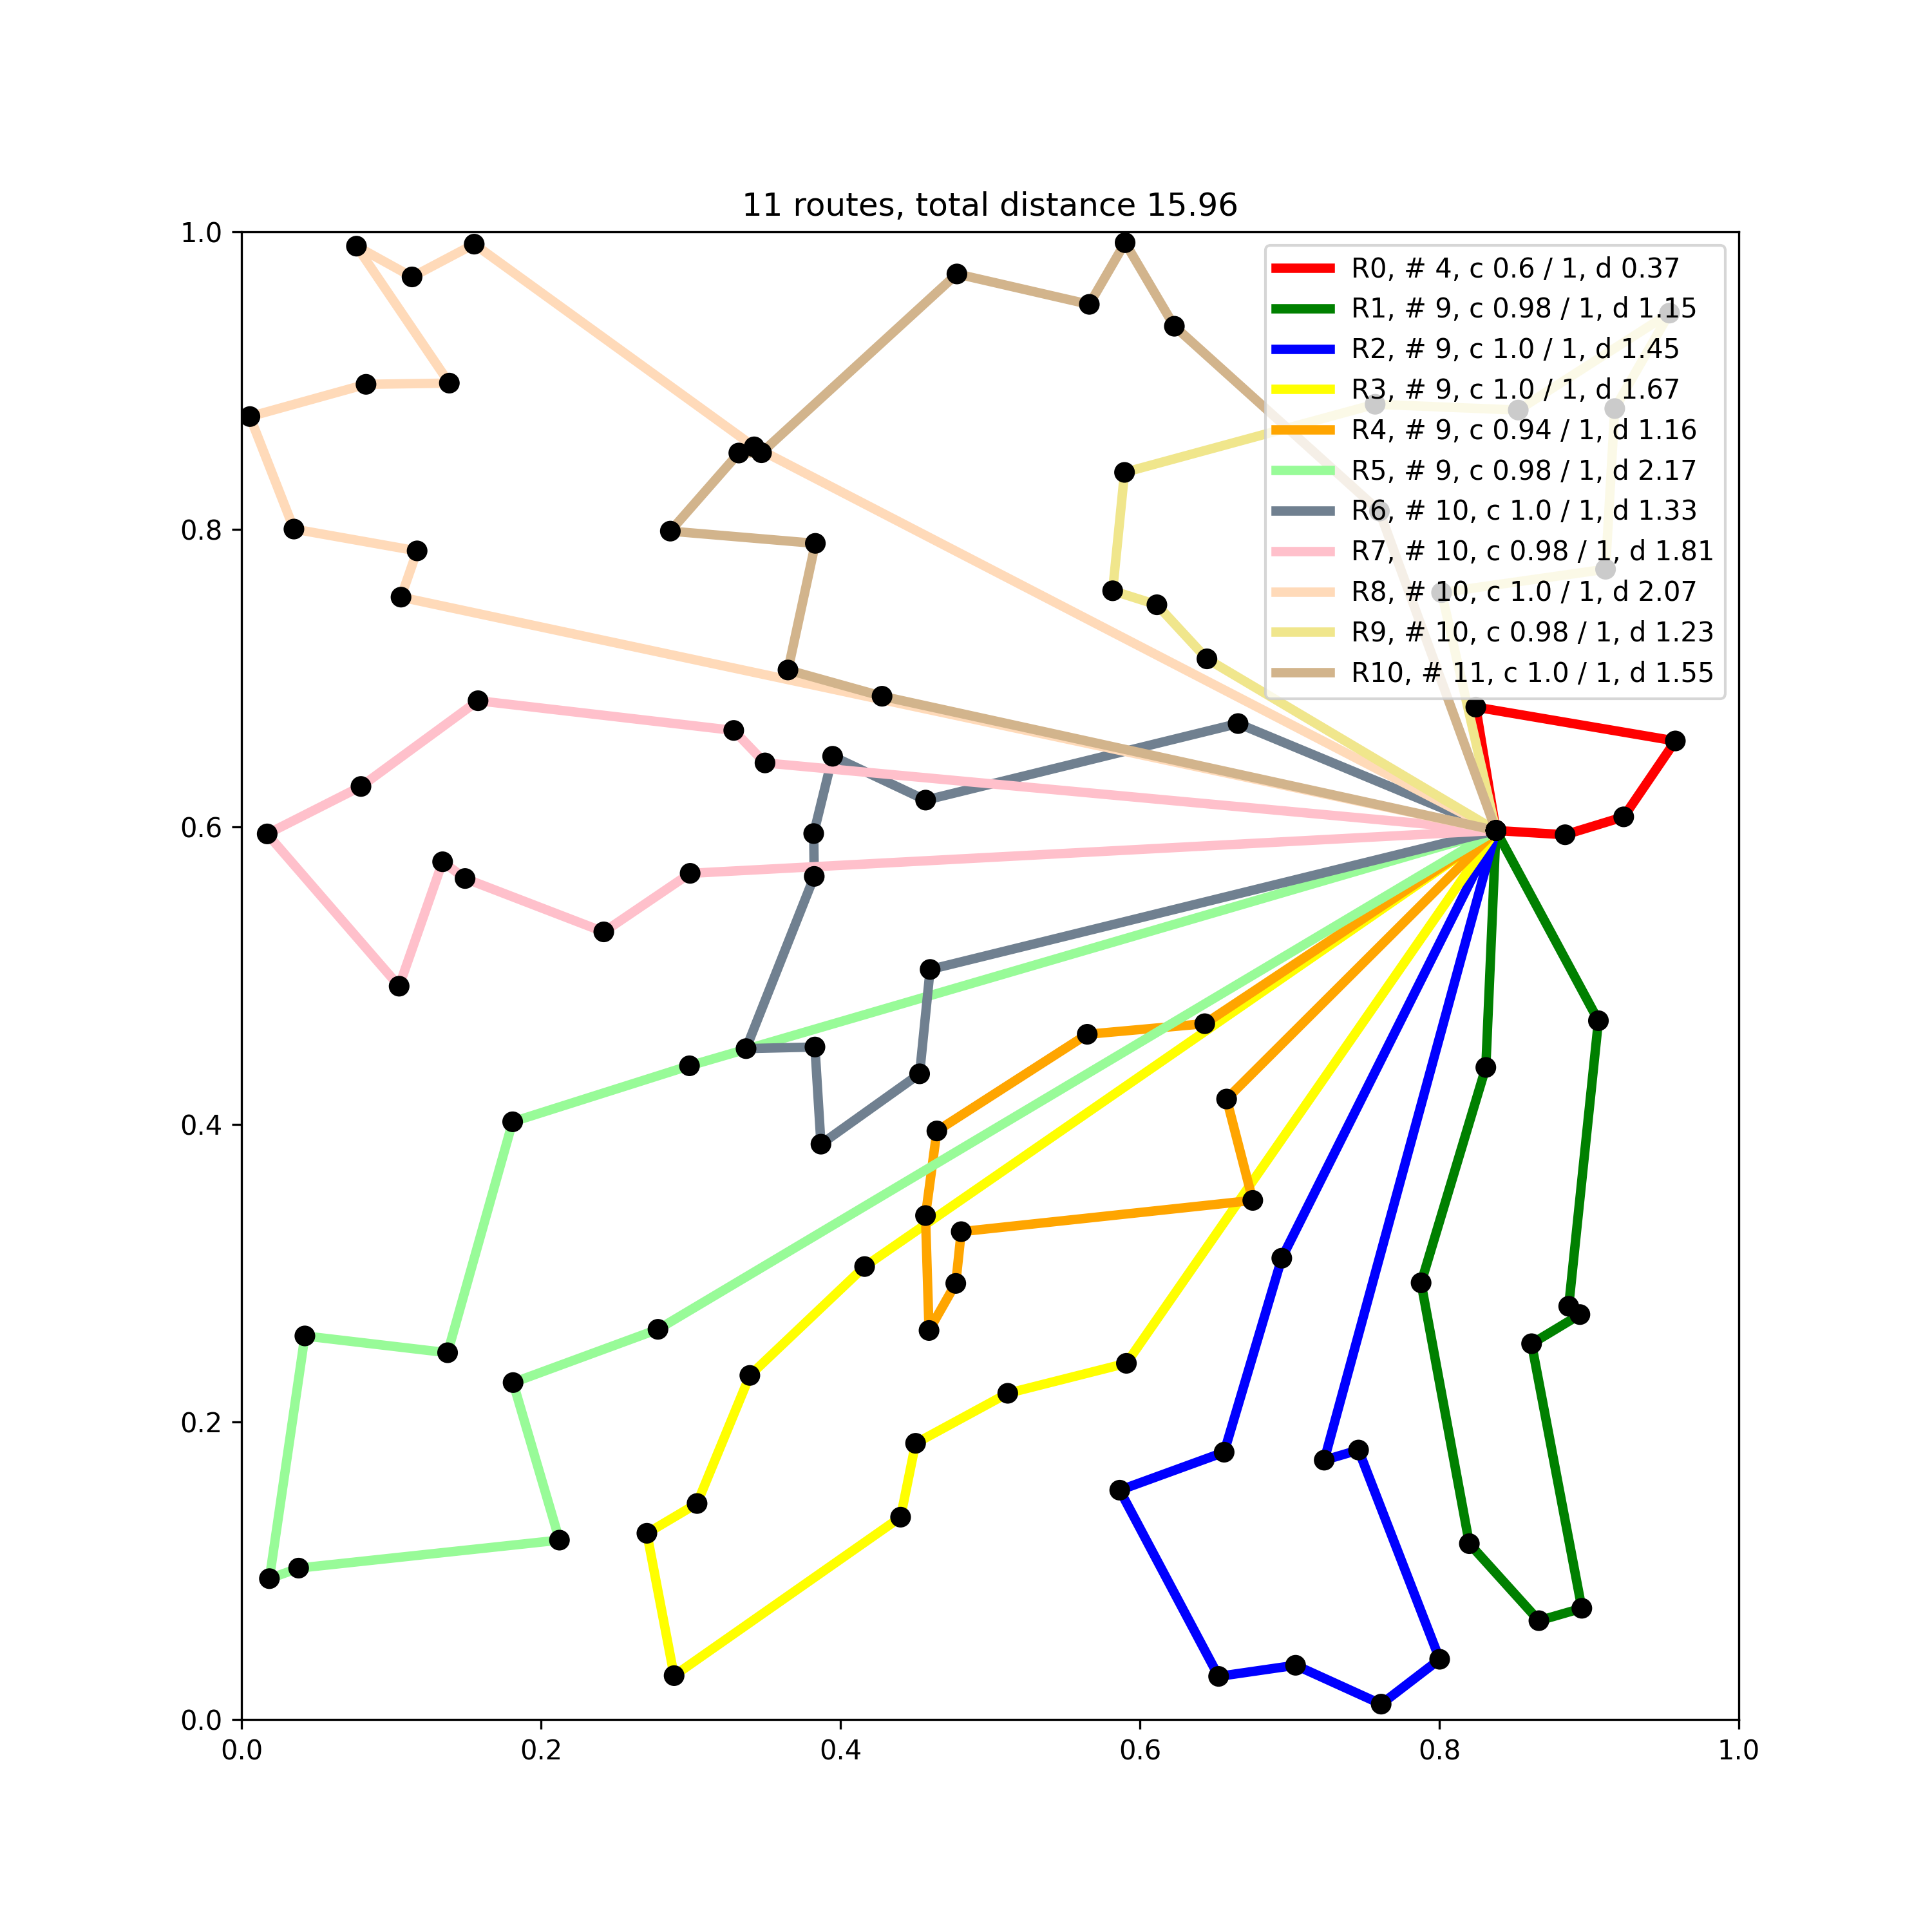 11 routes, total distance 15.96
1.0
0.8
0.6
0.4
0.2
0.0
0.0 0.2 0.4 0.6 0.8 1.0
R0, # 4, c 0.6 / 1, d 0.37
R1, # 9, c 0.98 / 1, d 1.15
R2, # 9, c 1.0 / 1, d 1.45
R3, # 9, c 1.0 / 1, d 1.67
R4, # 9, c 0.94 / 1, d 1.16
R5, # 9, c 0.98 / 1, d 2.17
R6, # 10, c 1.0 / 1, d 1.33
R7, # 10, c 0.98 / 1, d 1.81
R8, # 10, c 1.0 / 1, d 2.07
R9, # 10, c 0.98 / 1, d 1.23
R10, # 11, c 1.0 / 1, d 1.55